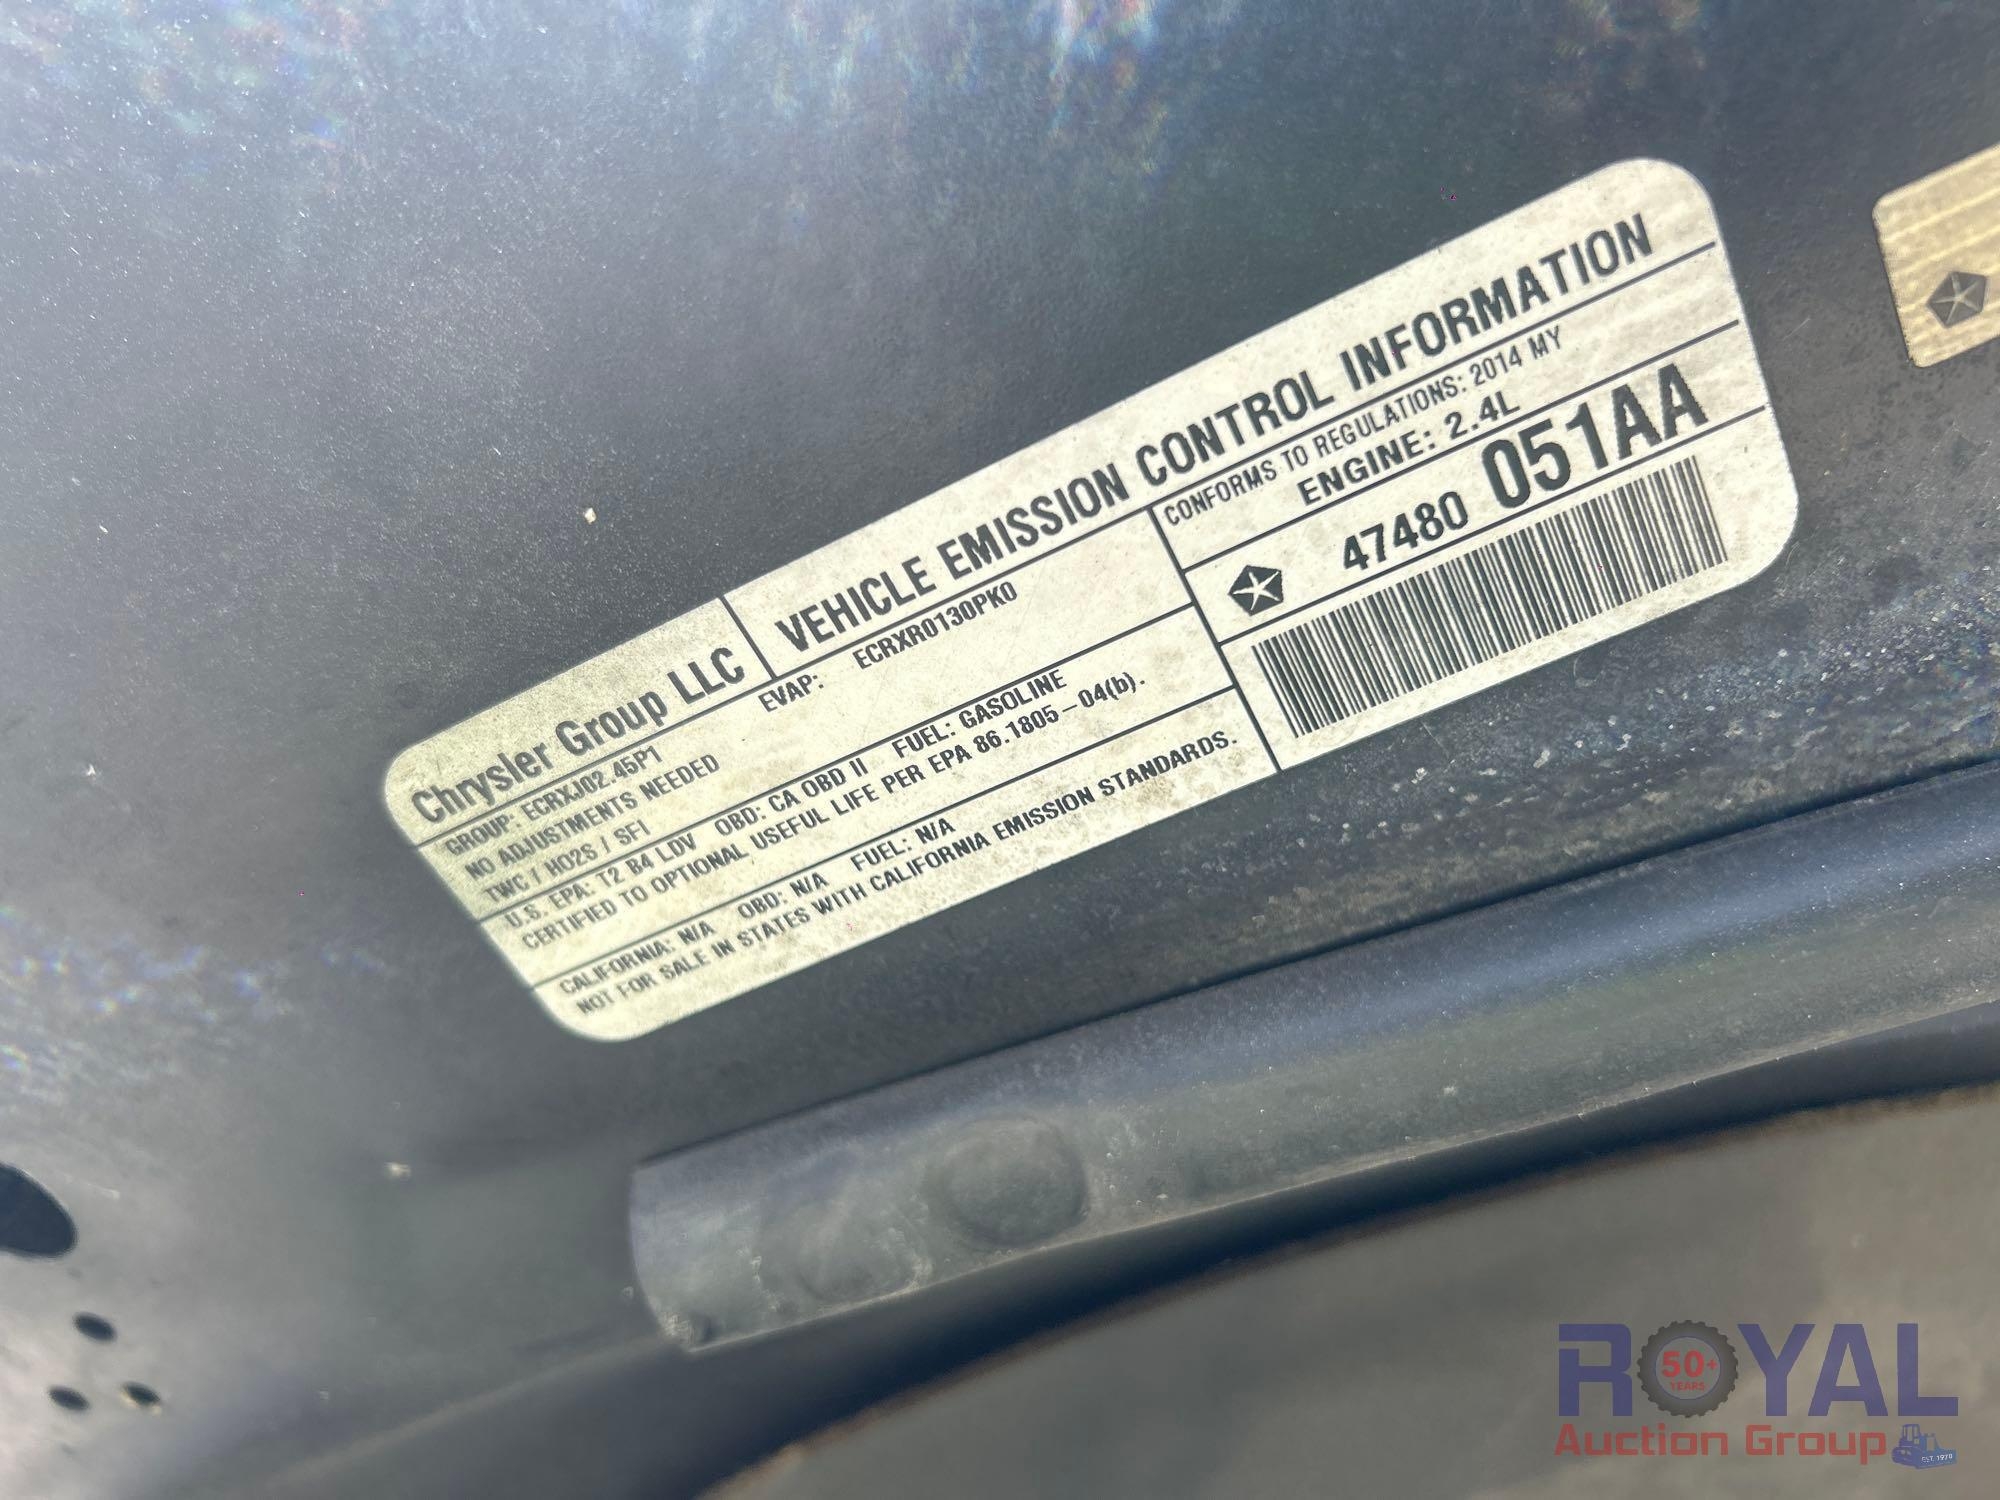 Chrysler Group LLC
VEHICLE EMISSION CONTROL INFORMATION
GROUP: ECRXJ02.45P1
EVAP: ECRXR0130PK0
NO ADJUSTMENTS NEEDED
TWC / HO2S / SFI
U.S. EPA: T2 B4 LDV OBD: CA OBD II FUEL: GASOLINE
CERTIFIED TO OPTIONAL USEFUL LIFE PER EPA 86.1805-04(b).
CALIFORNIA: N/A OBD: N/A FUEL: N/A
NOT FOR SALE IN STATES WITH CALIFORNIA EMISSION STANDARDS.
CONFORMS TO REGULATIONS: 2014 MY
ENGINE: 2.4L
47480 051AA
ROYAL
50+
YEARS
Auction Group
EST. 1970